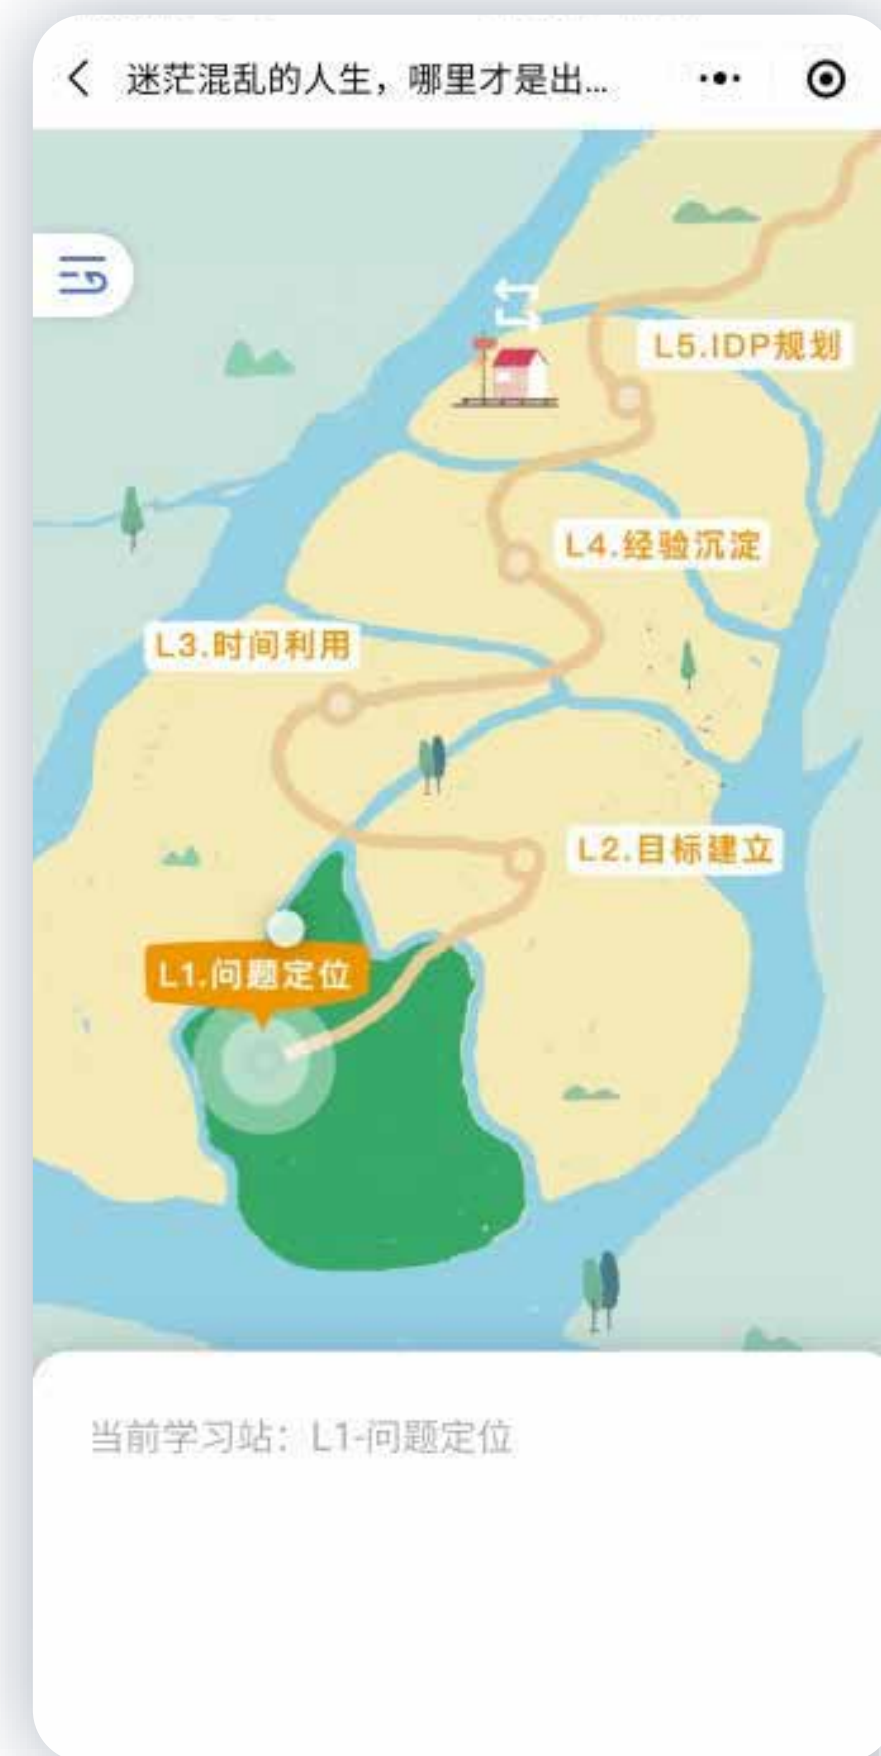 迷茫混乱的人生，哪里才是出...
L5.IDP规划
L4.经验沉淀
L3.时间利用
L2.目标建立
L1.问题定位
当前学习站：L1-问题定位